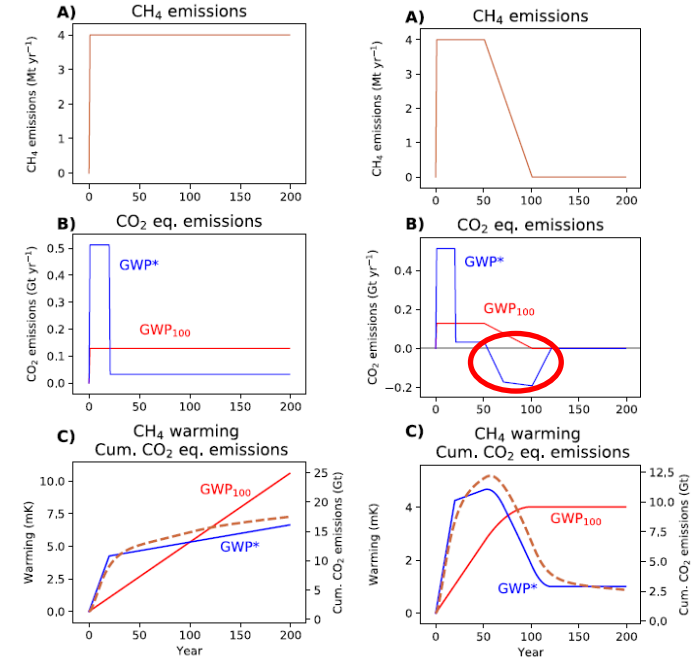 A) CH₄ emissions
CH₄ emissions (Mt yr⁻¹)
4
3
2
1
0
0 50 100 150 200
B) CO₂ eq. emissions
CO₂ emissions (Gt yr⁻¹)
0.5
0.4
0.3
0.2
0.1
0.0
GWP*
GWP₁₀₀
0 50 100 150 200
C) CH₄ warming
Cum. CO₂ eq. emissions
Warming (mK)
10.0
7.5
5.0
2.5
0,0
GWP₁₀₀
GWP*
25
20
15
10
5
0
Cum. CO₂ emissions (Gt)
0 50 100 150 200
Year
A) CH₄ emissions
CH₄ emissions (Mt yr⁻¹)
4
3
2
1
0
0 50 100 150 200
B) CO₂ eq. emissions
CO₂ emissions (Gt yr⁻¹)
0.4
0.2
0.0
−0.2
GWP*
GWP₁₀₀
0 50 100 150 200
C) CH₄ warming
Cum. CO₂ eq. emissions
Warming (mK)
4
2
0
GWP₁₀₀
GWP*
12,5
10.0
7.5
5.0
2.5
0,0
Cum. CO₂ emissions (Gt)
0 50 100 150 200
Year